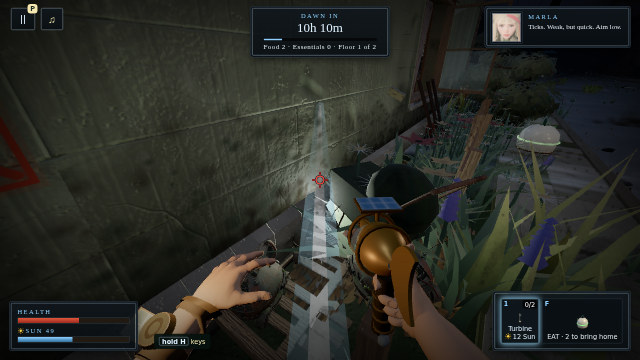 P
DAWN IN
10h 10m
Food 2 · Essentials 0 · Floor 1 of 2
MARLA
Ticks. Weak, but quick. Aim low.
HEALTH
SUN 49
hold H keys
1 0/2
Turbine
12 Sun
F
EAT · 2 to bring home